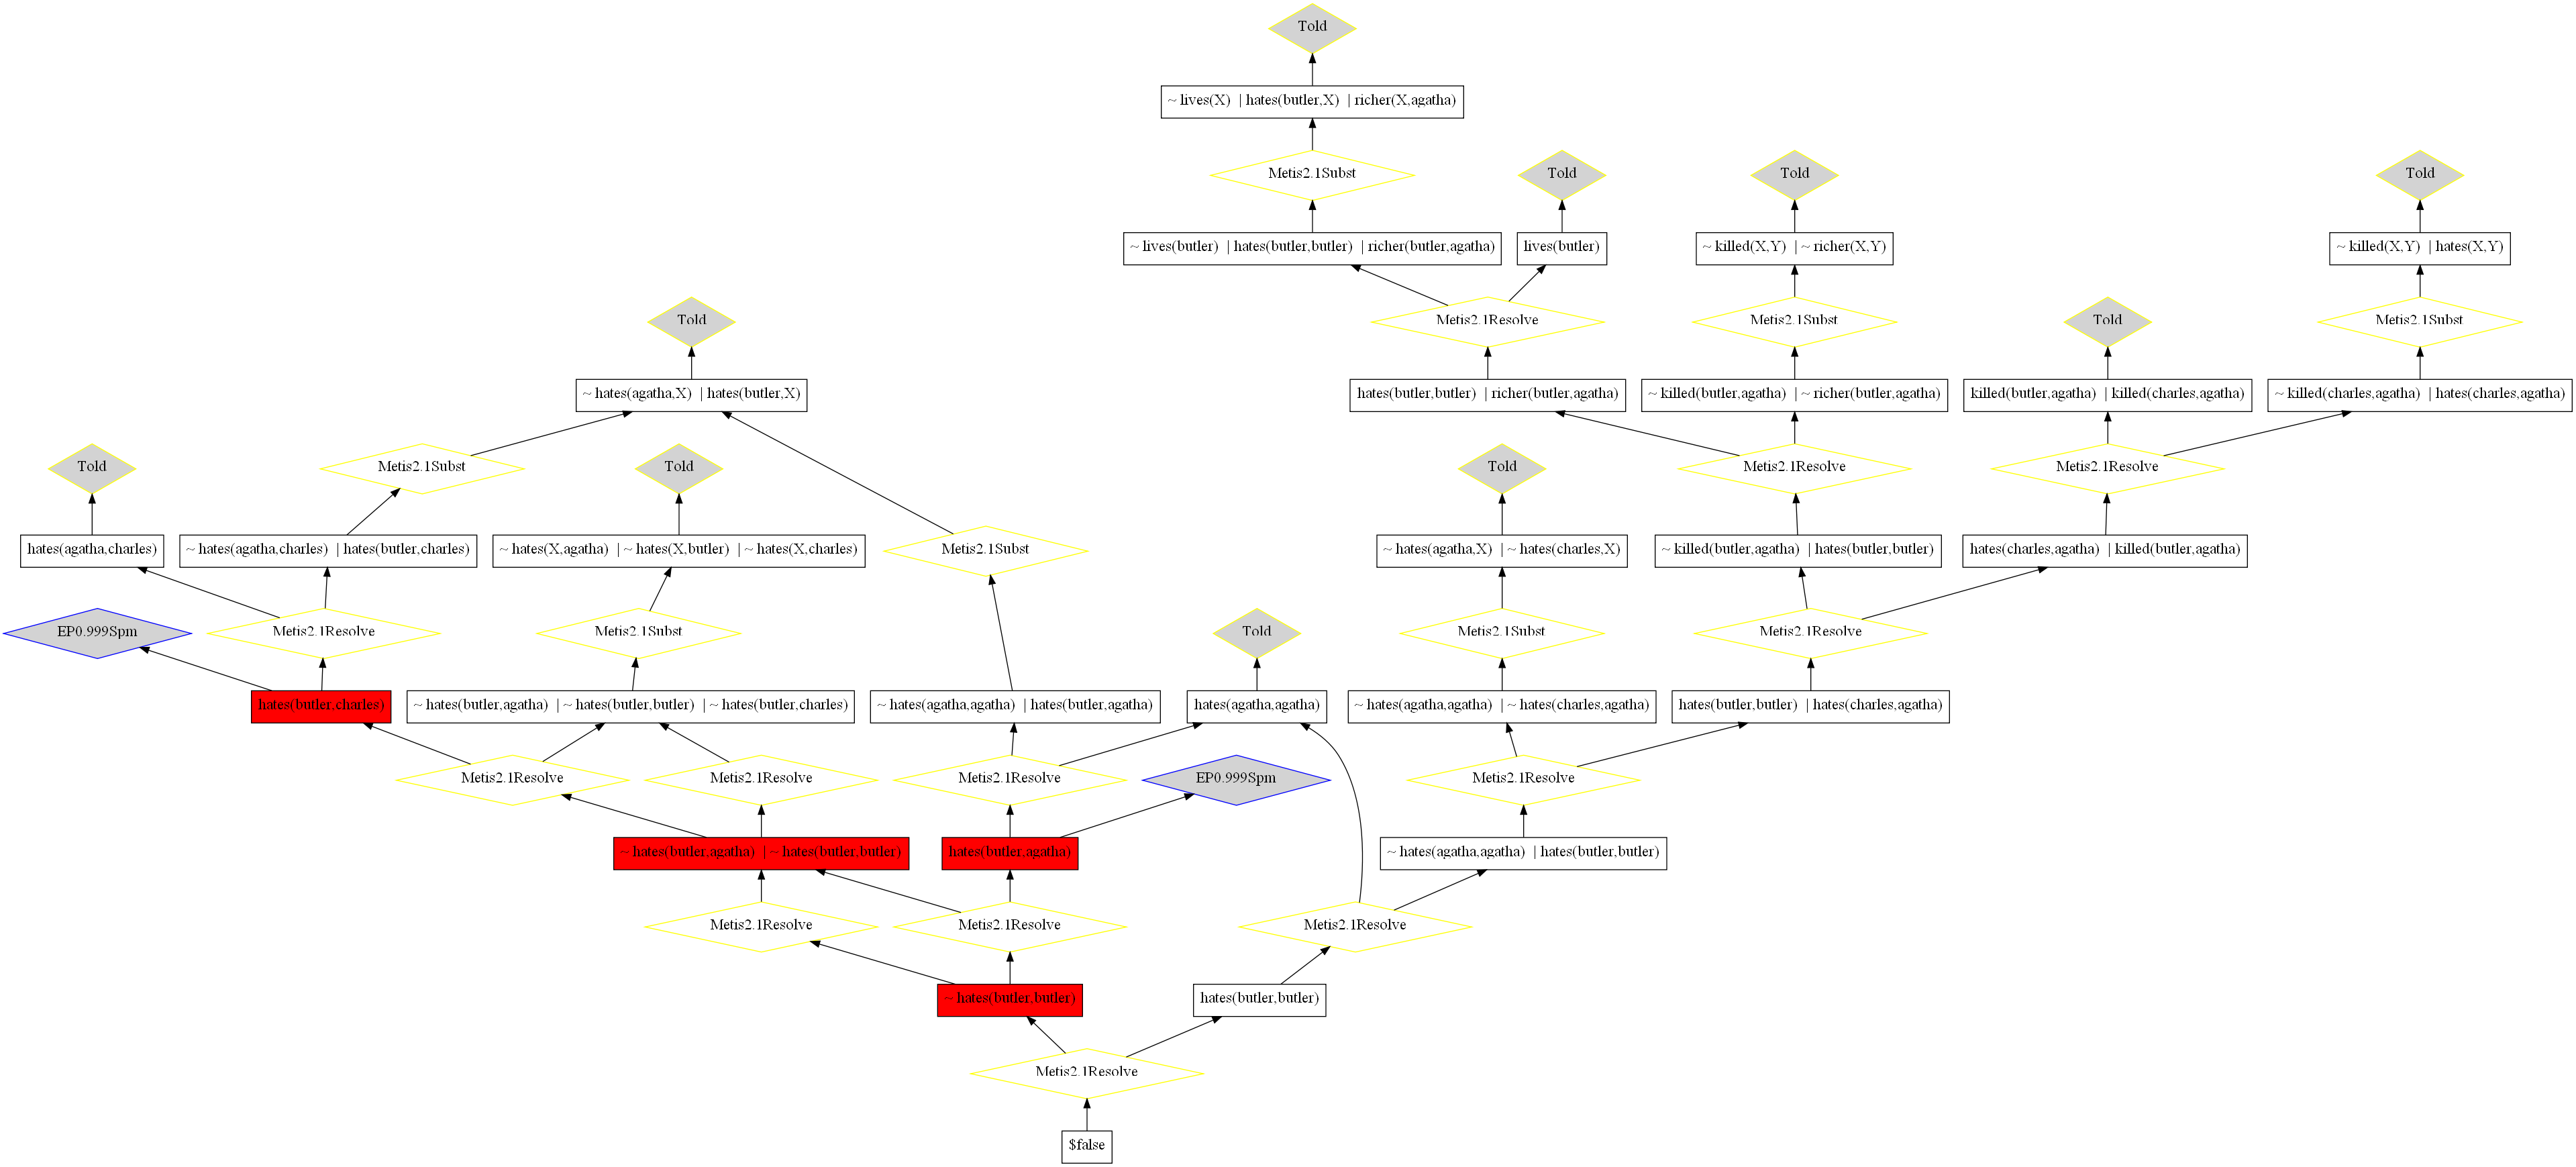 Told
~ lives(X) | hates(butler,X) | richer(X,agatha)
Metis2.1Subst
Told
Told
Told
~ lives(butler) | hates(butler,butler) | richer(butler,agatha)
lives(butler)
~ killed(X,Y) | ~ richer(X,Y)
~ killed(X,Y) | hates(X,Y)
Told
Metis2.1Resolve
Metis2.1Subst
Told
Metis2.1Subst
~ hates(agatha,X) | hates(butler,X)
hates(butler,butler) | richer(butler,agatha)
~ killed(butler,agatha) | ~ richer(butler,agatha)
killed(butler,agatha) | killed(charles,agatha)
~ killed(charles,agatha) | hates(charles,agatha)
Told
Metis2.1Subst
Told
Told
Metis2.1Resolve
Metis2.1Resolve
hates(agatha,charles)
~ hates(agatha,charles) | hates(butler,charles)
~ hates(X,agatha) | ~ hates(X,butler) | ~ hates(X,charles)
Metis2.1Subst
~ hates(agatha,X) | ~ hates(charles,X)
~ killed(butler,agatha) | hates(butler,butler)
hates(charles,agatha) | killed(butler,agatha)
EP0.999Spm
Metis2.1Resolve
Metis2.1Subst
Told
Metis2.1Subst
Metis2.1Resolve
hates(butler,charles)
~ hates(butler,agatha) | ~ hates(butler,butler) | ~ hates(butler,charles)
~ hates(agatha,agatha) | hates(butler,agatha)
hates(agatha,agatha)
~ hates(agatha,agatha) | ~ hates(charles,agatha)
hates(butler,butler) | hates(charles,agatha)
Metis2.1Resolve
Metis2.1Resolve
Metis2.1Resolve
EP0.999Spm
Metis2.1Resolve
~ hates(butler,agatha) | ~ hates(butler,butler)
hates(butler,agatha)
~ hates(agatha,agatha) | hates(butler,butler)
Metis2.1Resolve
Metis2.1Resolve
Metis2.1Resolve
~ hates(butler,butler)
hates(butler,butler)
Metis2.1Resolve
$false